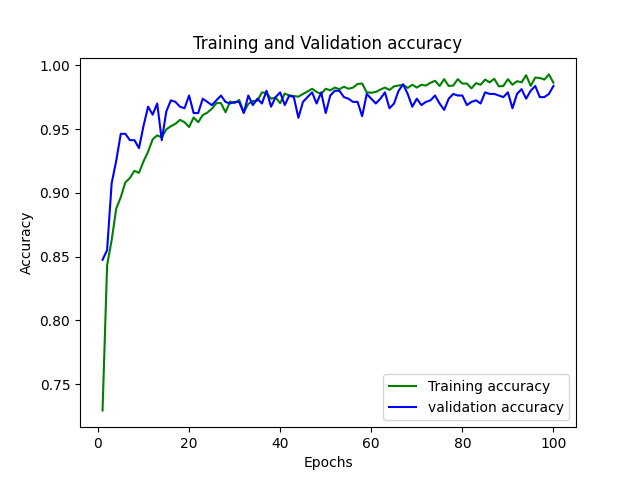 Training and Validation accuracy
1.00
0.95
0.90
0.85
0.80
0.75
Accuracy
0 20 40 60 80 100
Epochs
Training accuracy
validation accuracy